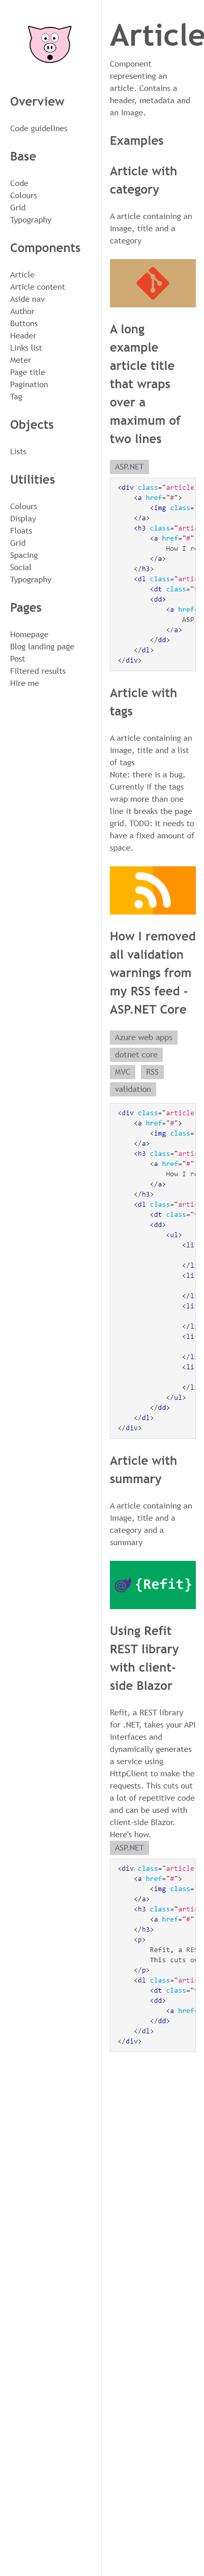 Overview
Code guidelines
Base
Code
Colours
Grid
Typography
Components
Article
Article content
Aside nav
Author
Buttons
Header
Links list
Meter
Page title
Pagination
Tag
Objects
Lists
Utilities
Colours
Display
Floats
Grid
Spacing
Social
Typography
Pages
Homepage
Blog landing page
Post
Filtered results
Hire me
Article
Component
representing an
article. Contains a
header, metadata and
an image.
Examples
Article with
category
A article containing an
image, title and a
category
A long
example
article title
that wraps
over a
maximum of
two lines
ASP.NET
<div class="article
<a href="#">
<img class=
</a>
<h3 class="artic
<a href="#"
How I re
</a>
</h3>
<dl class="artic
<dt class="
<dd>
<a href=
ASP
</a>
</dd>
</dl>
</div>
Article with
tags
A article containing an
image, title and a list
of tags
Note: there is a bug.
Currently if the tags
wrap more than one
line it breaks the page
grid. TODO: It needs to
have a fixed amount of
space.
How I removed
all validation
warnings from
my RSS feed -
ASP.NET Core
Azure web apps
dotnet core
MVC RSS
validation
<div class="article
<a href="#">
<img class=
</a>
<h3 class="artic
<a href="#"
How I re
</a>
</h3>
<dl class="artic
<dt class="
<dd>
<ul>
<li
</li
<li
</li
<li
</li
<li
</li
<li
</li
</ul>
</dd>
</dl>
</div>
Article with
summary
A article containing an
image, title and a
category and a
summary
{Refit}
Using Refit
REST library
with client-
side Blazor
Refit, a REST library
for .NET, takes your API
interfaces and
dynamically generates
a service using
HttpClient to make the
requests. This cuts out
a lot of repetitive code
and can be used with
client-side Blazor.
Here's how.
ASP.NET
<div class="article
<a href="#">
<img class=
</a>
<h3 class="artic
<a href="#"
</h3>
<p>
Refit, a RES
This cuts ou
</p>
<dl class="artic
<dt class="
<dd>
<a href=
</dd>
</dl>
</div>